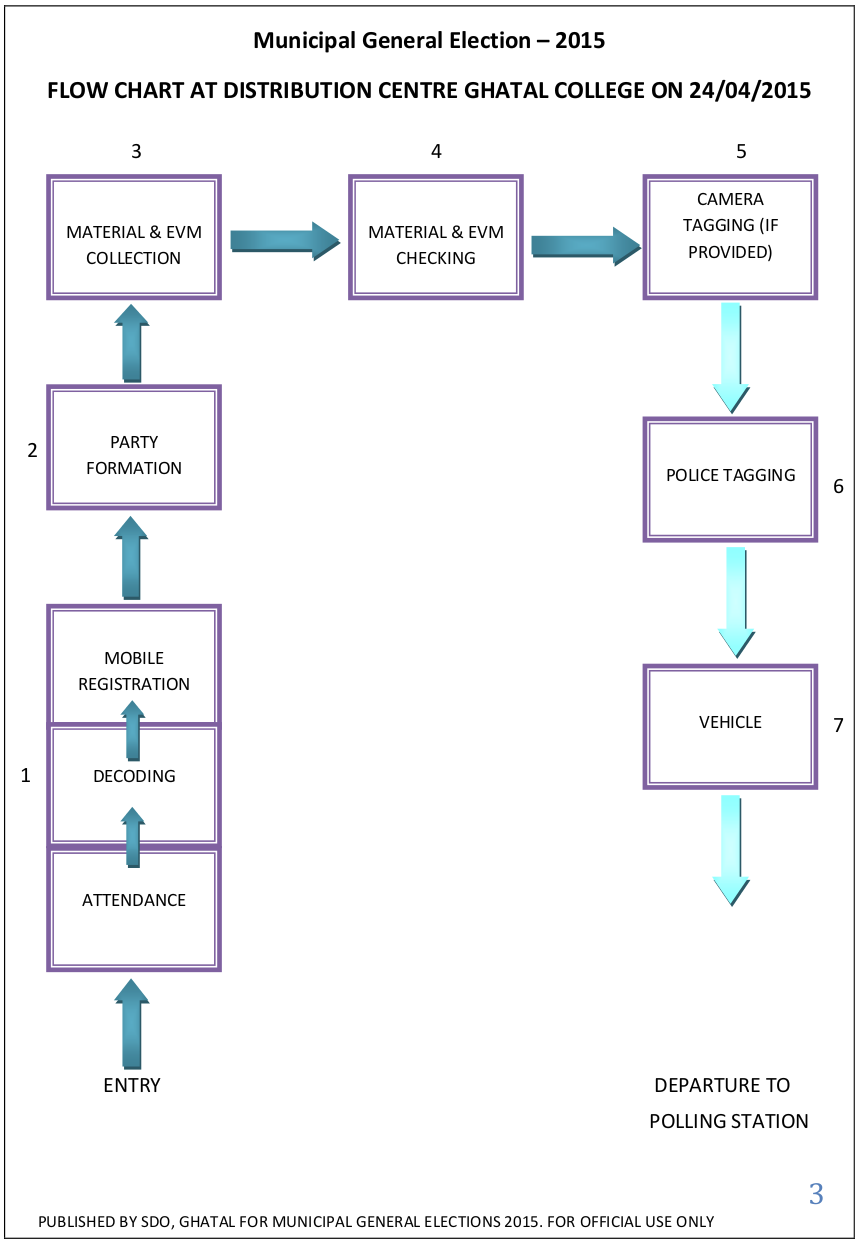 Municipal General Election – 2015
FLOW CHART AT DISTRIBUTION CENTRE GHATAL COLLEGE ON 24/04/2015
3
4
5
MATERIAL & EVM
COLLECTION
MATERIAL & EVM
CHECKING
CAMERA
TAGGING (IF
PROVIDED)
2
PARTY
FORMATION
POLICE TAGGING
6
MOBILE
REGISTRATION
VEHICLE
7
1
DECODING
ATTENDANCE
ENTRY
DEPARTURE TO
POLLING STATION
3
PUBLISHED BY SDO, GHATAL FOR MUNICIPAL GENERAL ELECTIONS 2015. FOR OFFICIAL USE ONLY